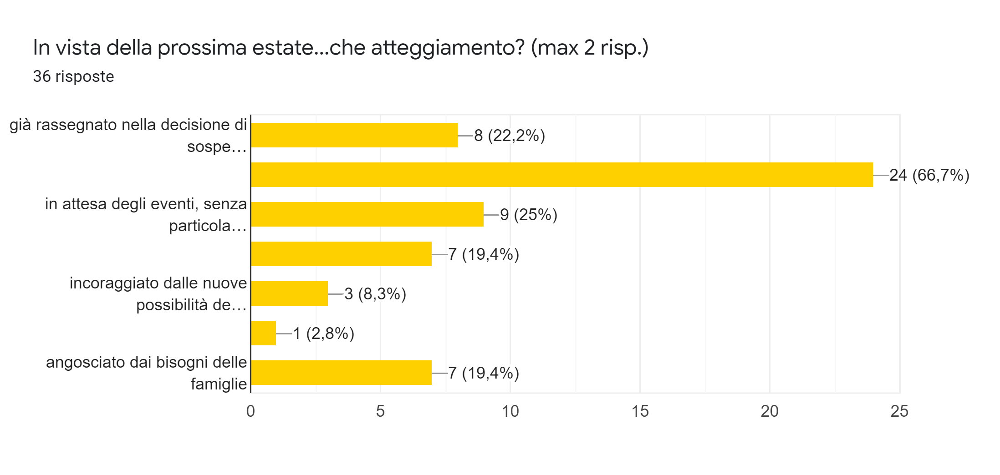 In vista della prossima estate...che atteggiamento? (max 2 risp.)
36 risposte
già rassegnato nella decisione di
sospe…
8 (22,2%)
24 (66,7%)
in attesa degli eventi, senza
particola…
9 (25%)
7 (19,4%)
incoraggiato dalle nuove
possibilità de…
3 (8,3%)
1 (2,8%)
angosciato dai bisogni delle
famiglie
7 (19,4%)
0 5 10 15 20 25